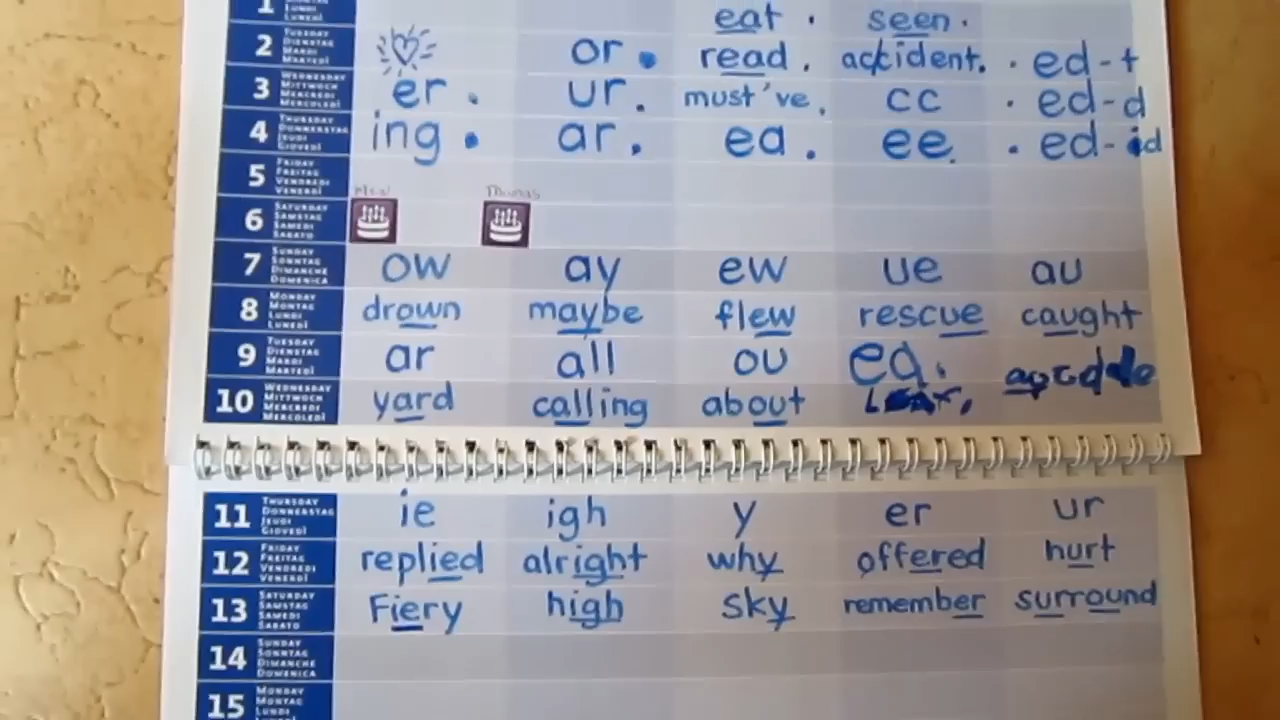 1 LUNDI eat . seen .
LUNEDÌ
2 TUESDAY or . read . accident. . ed-t
DIENSTAG
MARDI
MARTEDÌ
3 WEDNESDAY er . ur . must've . cc . ed-d
MITTWOCH
MERCREDI
MERCOLEDÌ
4 THURSDAY ing . ar . ea . ee . . ed-id
DONNERSTAG
JEUDI
GIOVEDÌ
5 FRIDAY
FREITAG
VENDREDI
VENERDÌ
Thomas
6 SATURDAY
SAMSTAG
SAMEDI
SABATO
7 SUNDAY ow ay ew ue au
SONNTAG
DIMANCHE
DOMENICA
8 MONDAY drown maybe flew rescue caught
MONTAG
LUNDI
LUNEDÌ
9 TUESDAY ar all ou ea.
DIENSTAG
MARDI
MARTEDÌ
10 WEDNESDAY yard calling about
MITTWOCH
MERCREDI
MERCOLEDÌ
11 THURSDAY ie igh y er ur
DONNERSTAG
JEUDI
GIOVEDÌ
12 FRIDAY replied alright why offered hurt
FREITAG
VENDREDI
VENERDÌ
13 SATURDAY Fiery high sky remember surround
SAMSTAG
SAMEDI
SABATO
14 SUNDAY
SONNTAG
DIMANCHE
DOMENICA
15 MONDAY
MONTAG
LUNDI